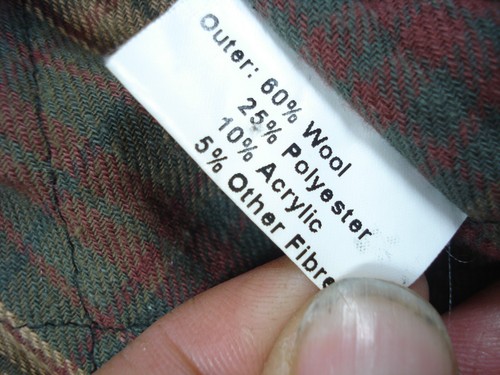 Outer: 60% Wool
25% Polyester
10% Acrylic
5% Other Fibre